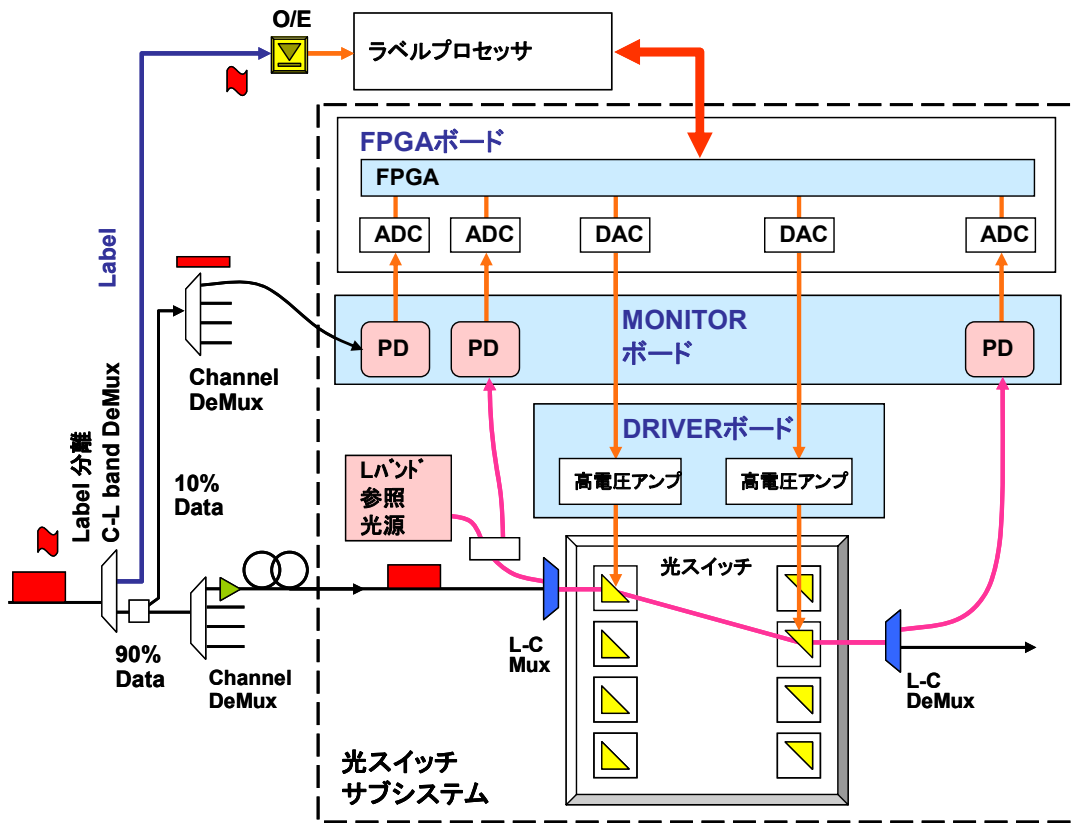 O/E
ラベルプロセッサ
FPGAボード
FPGA
ADC
ADC
DAC
DAC
ADC
Label
MONITOR
ボード
PD
PD
PD
Channel
DeMux
DRIVERボード
高電圧アンプ
高電圧アンプ
Label 分離
C-L band DeMux
10%
Data
Lﾊﾞﾝﾄﾞ
参照
光源
光スイッチ
90%
Data
Channel
DeMux
L-C
Mux
L-C
DeMux
光スイッチ
サブシステム